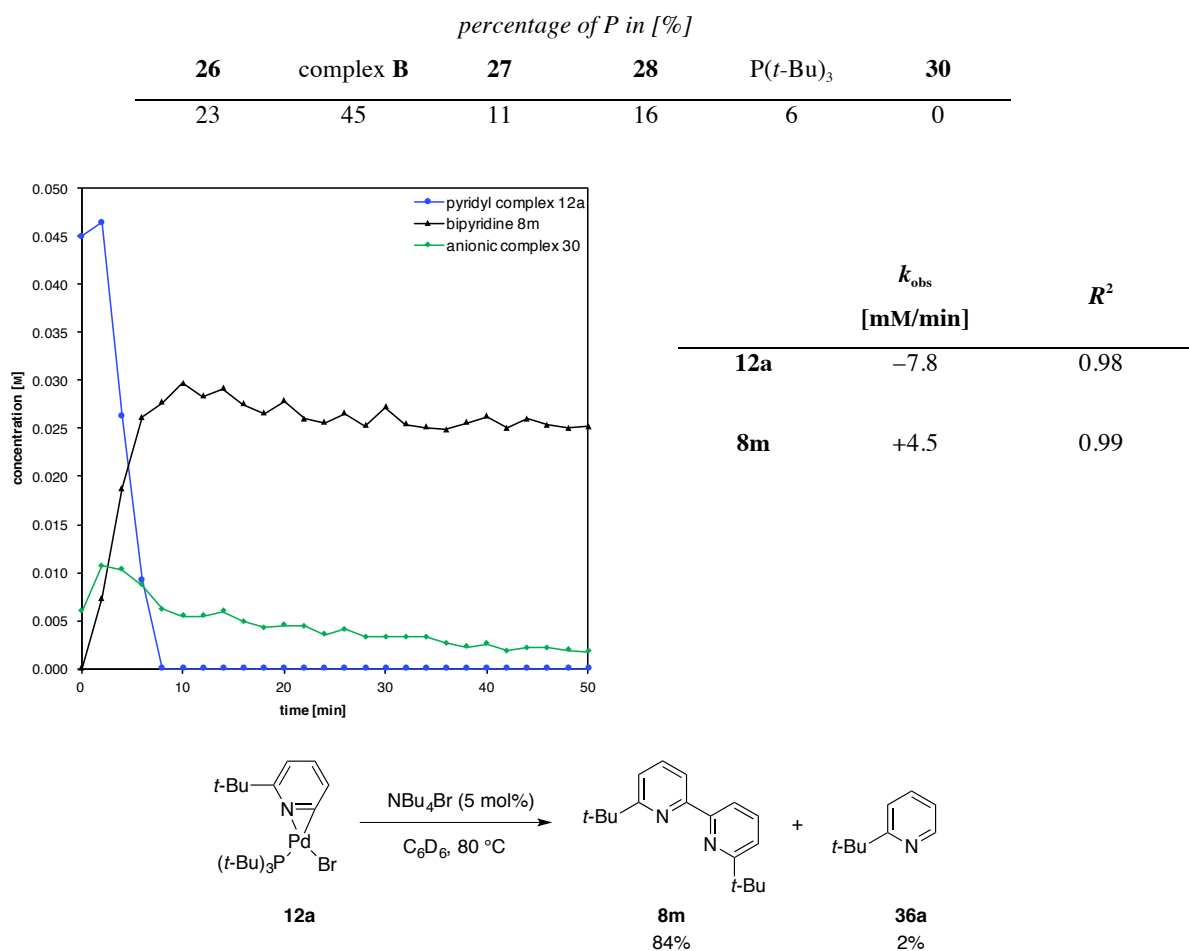 percentage of P in [%]
26 complex B 27 28 P(t-Bu)₃ 30
23 45 11 16 6 0
0.050
0.045
0.040
0.035
0.030
0.025
0.020
0.015
0.010
0.005
0.000
concentration [M]
0 10 20 30 40 50
time [min]
pyridyl complex 12a
bipyridine 8m
anionic complex 30
k_obs R²
[mM/min]
12a −7.8 0.98
8m +4.5 0.99
t-Bu
N
Pd
(t-Bu)₃P Br
12a
NBu₄Br (5 mol%)
C₆D₆, 80 °C
t-Bu N
N
t-Bu
8m
84%
+
t-Bu N
36a
2%